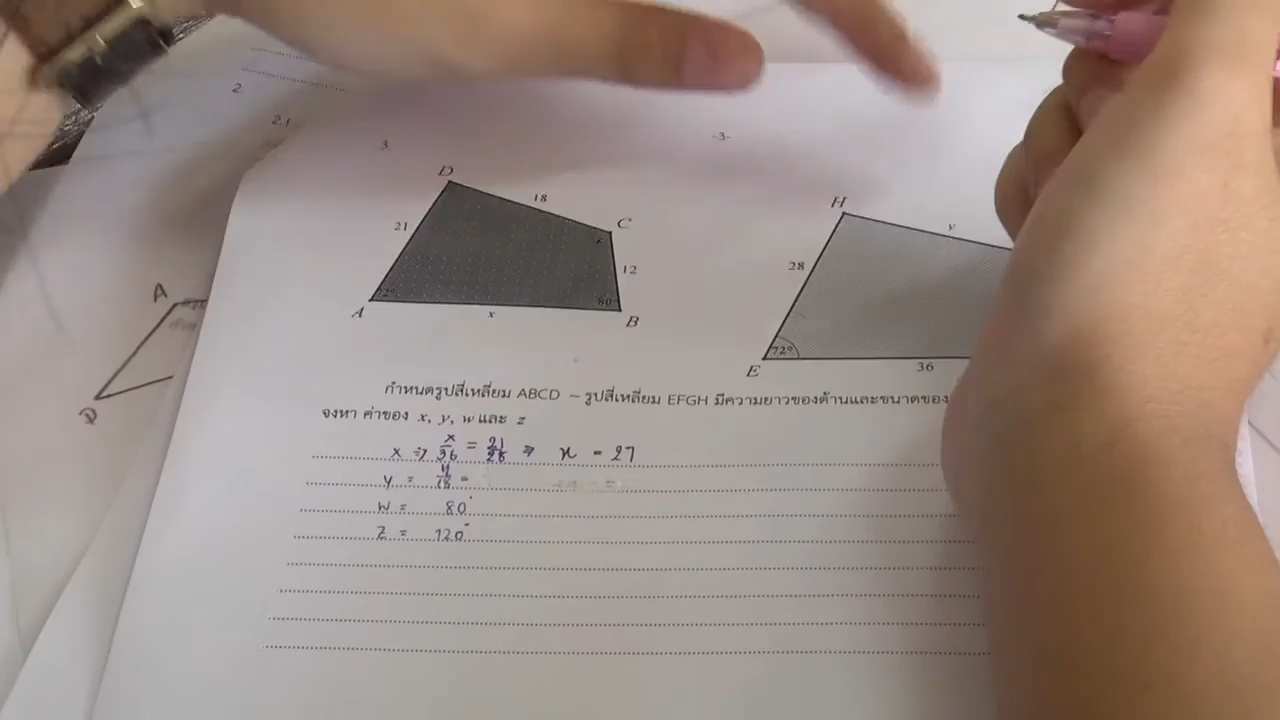 2.
2.1
3.
-3-
D
18
C
z
21
12
72°
80
A
x
B
H
y
28
72°
E
36
กำหนดรูปสี่เหลี่ยม ABCD ~ รูปสี่เหลี่ยม EFGH มีความยาวของด้านและขนาดของ
จงหา ค่าของ x, y, w และ z
x ⇒ x/36 = 21/28 ⇒ x = 27
y = y/18 =
w = 80°
z = 120°
A
D